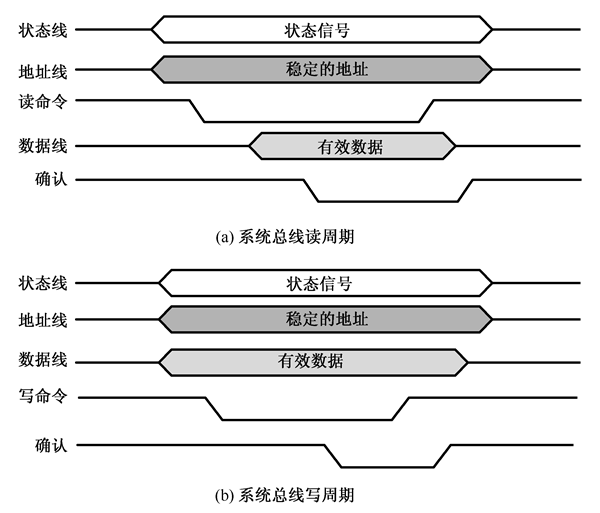 状态线 状态信号
地址线 稳定的地址
读命令
数据线 有效数据
确认
(a) 系统总线读周期
状态线 状态信号
地址线 稳定的地址
数据线 有效数据
写命令
确认
(b) 系统总线写周期